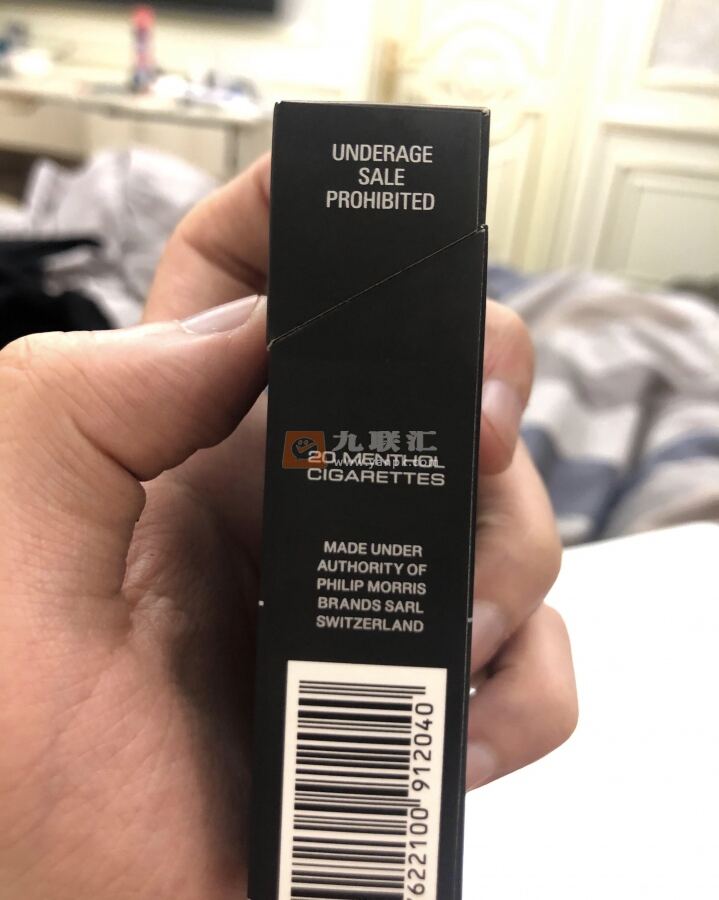 UNDERAGE
SALE
PROHIBITED
九联汇
20 MENTHOL
CIGARETTES
MADE UNDER
AUTHORITY OF
PHILIP MORRIS
BRANDS SARL
SWITZERLAND
7622100 912040